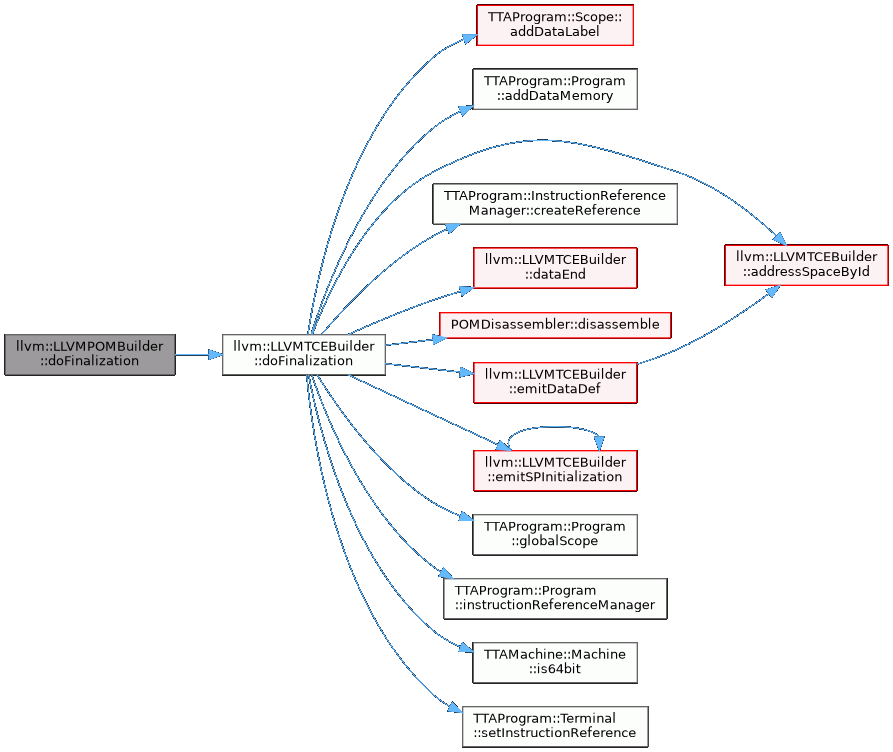 TTAProgram::Scope::
addDataLabel
TTAProgram::Program
::addDataMemory
TTAProgram::InstructionReference
Manager::createReference
llvm::LLVMTCEBuilder
::addressSpaceById
llvm::LLVMTCEBuilder
::dataEnd
POMDisassembler::disassemble
llvm::LLVMPOMBuilder
::doFinalization
llvm::LLVMTCEBuilder
::doFinalization
llvm::LLVMTCEBuilder
::emitDataDef
llvm::LLVMTCEBuilder
::emitSPInitialization
TTAProgram::Program
::globalScope
TTAProgram::Program
::instructionReferenceManager
TTAMachine::Machine
::is64bit
TTAProgram::Terminal
::setInstructionReference